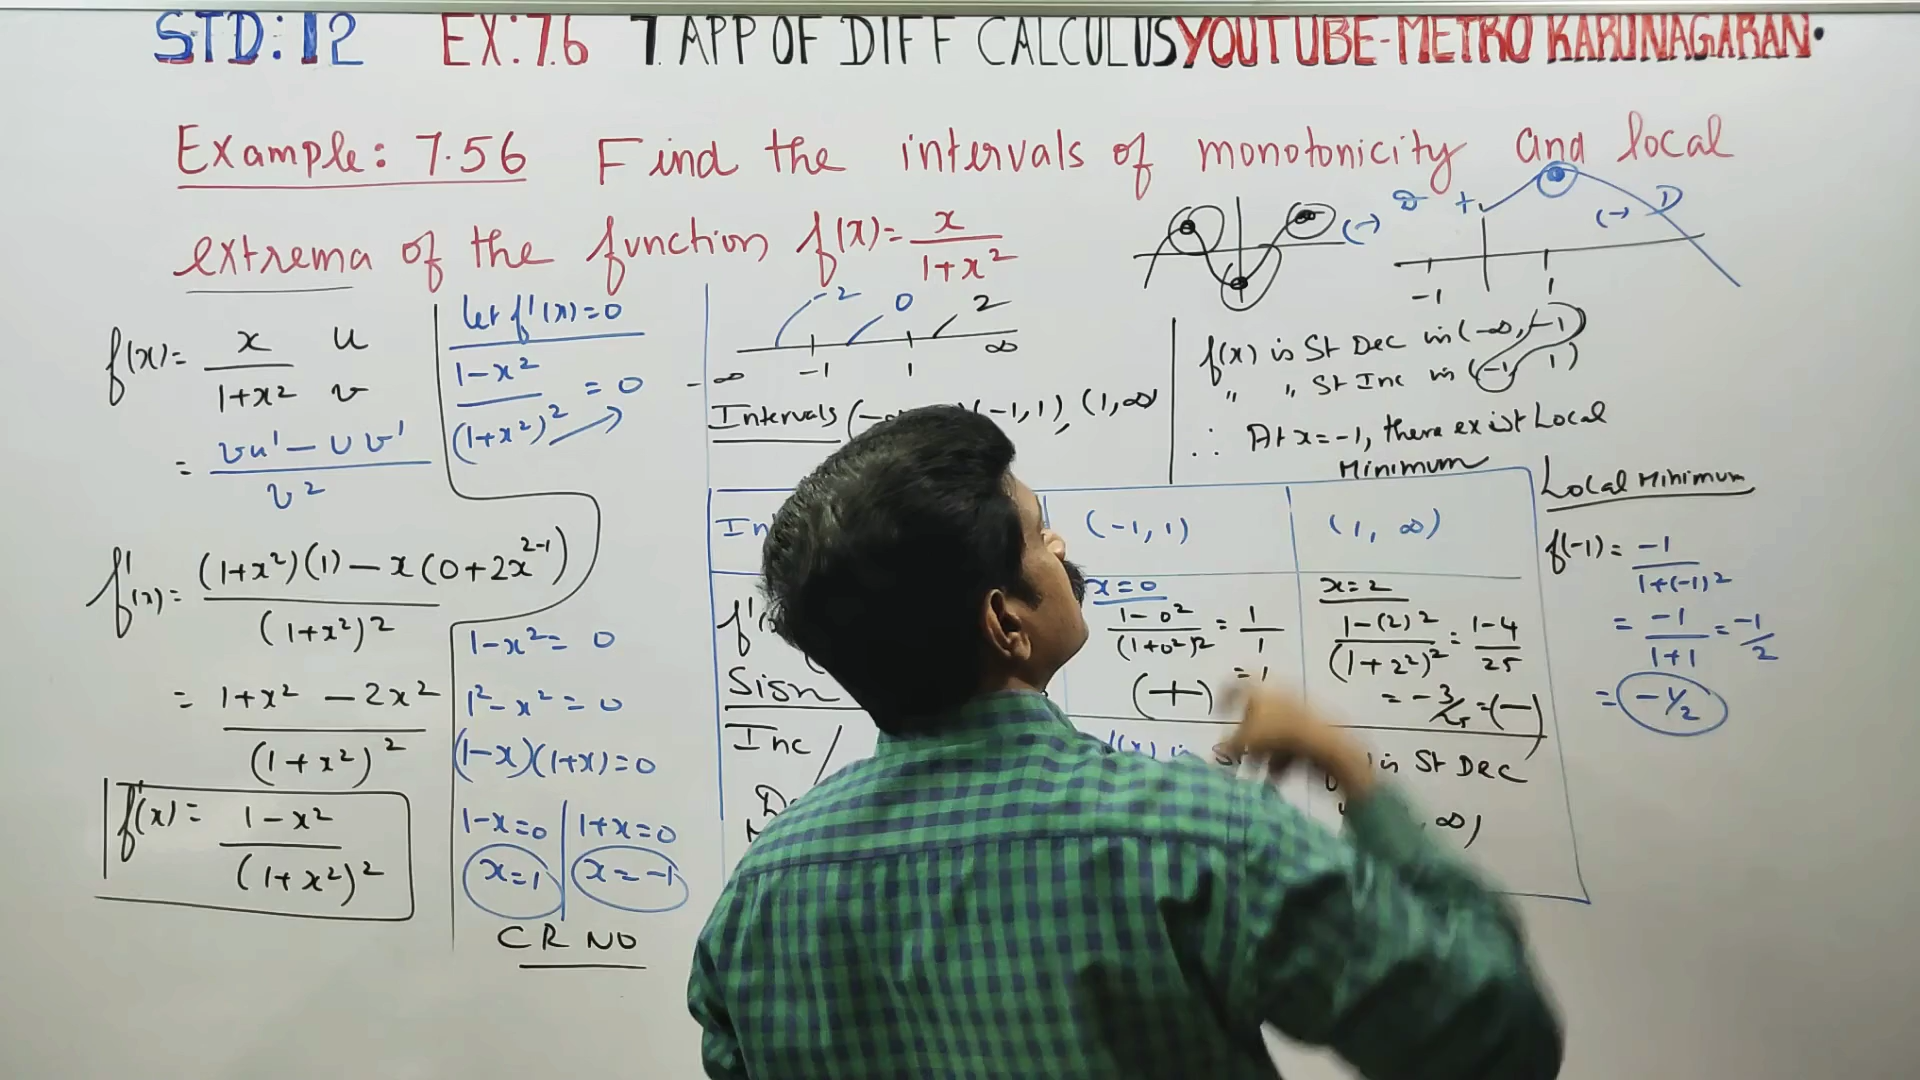 STD: 12 EX: 7.6 7. APP OF DIFF CALCULUS YOUTUBE-METRO KARUNAGARAN.
Example: 7.56 Find the intervals of monotonicity and local
extrema of the function, f(x)= x/1+x²
f(x)= x/1+x² u v
= vu' - uv' / v²
f'(x) = (1+x²)(1) - x(0+2x²⁻¹) / (1+x²)²
= 1+x² - 2x² / (1+x²)²
f'(x) = 1-x² / (1+x²)²
let f'(x)=0
1-x² / (1+x²)² = 0
1-x² = 0
1²-x² = 0
(1-x)(1+x)=0
1-x=0 | 1+x=0
x=1 | x=-1
CR NO
-2 0 2
-∞ -1 1 ∞
Intervals (-1,1), (1,∞)
(-1,1) (1, ∞)
x=0
1-0² / (1+0²)² = 1/1
= 1
(+)
x=2
1-(2)² / (1+2²)² = 1-4 / 25
= -3/25 = (-)
Sign
Inc /
is St Dec
∞)
(-)
+ (-) D
-1 1
f(x) is St Dec in (-∞, -1)
" " St Inc in (-1, 1)
∴ At x=-1, there exist Local
Minimum
Local Minimum
f(-1) = -1 / 1+(-1)²
= -1 / 1+1 = -1/2
= -1/2